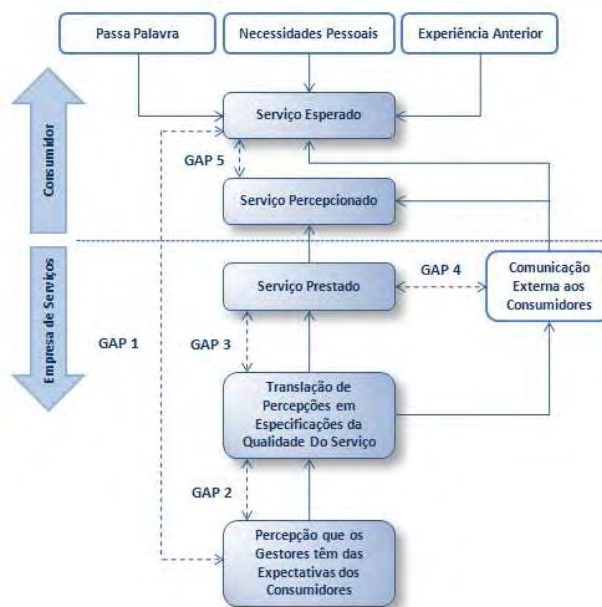 Passa Palavra
Necessidades Pessoais
Experiência Anterior
Consumidor
Serviço Esperado
GAP 5
Serviço Percepcionado
Empresa de Serviços
Serviço Prestado
GAP 4
Comunicação
Externa aos
Consumidores
GAP 1
GAP 3
Translação de
Percepções em
Especificações da
Qualidade Do Serviço
GAP 2
Percepção que os
Gestores têm das
Expectativas dos
Consumidores